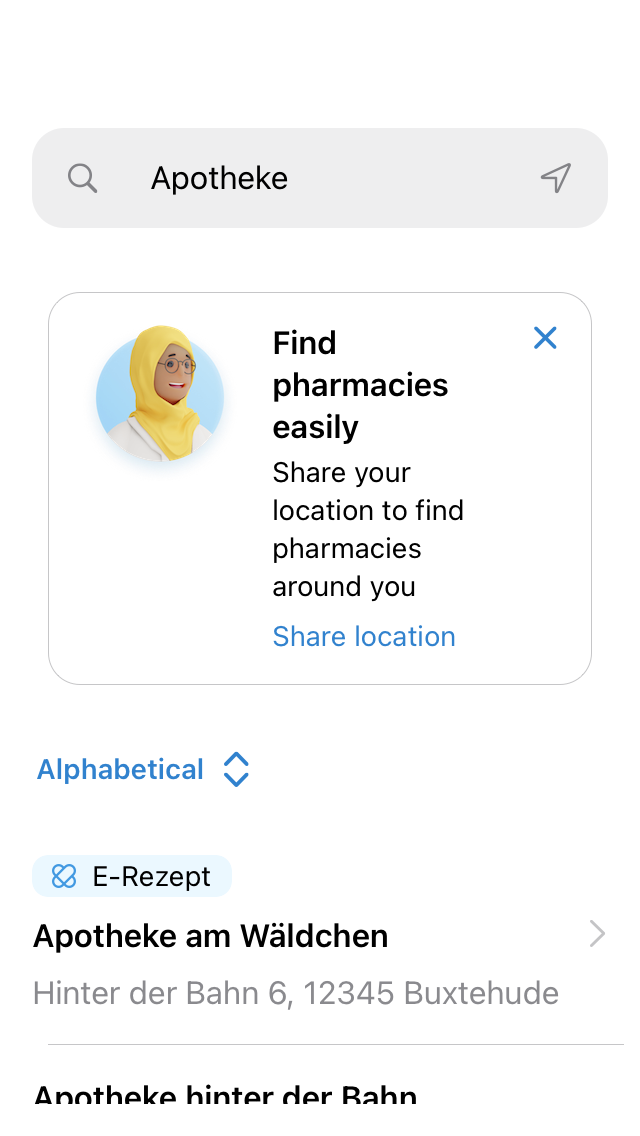 Apotheke
Find
pharmacies
easily
Share your
location to find
pharmacies
around you
Share location
Alphabetical
E-Rezept
Apotheke am Wäldchen
Hinter der Bahn 6, 12345 Buxtehude
Apotheke hinter der Bahn